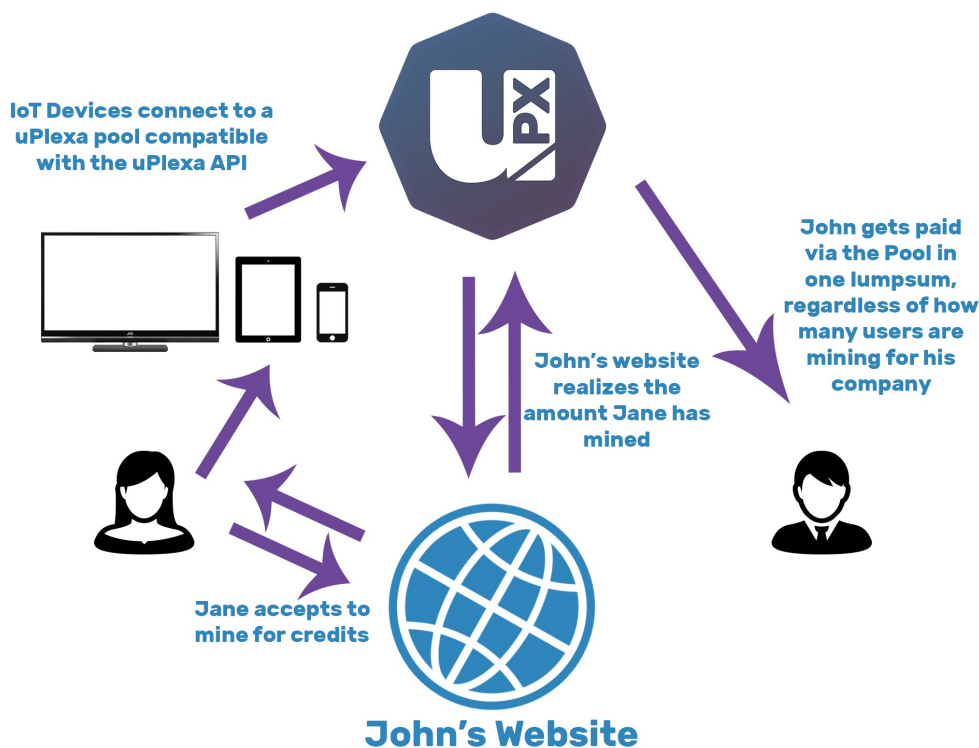 IoT Devices connect to a
uPlexa pool compatible
with the uPlexa API
UPX
John gets paid
via the Pool in
one lumpsum,
regardless of how
many users are
mining for his
company
John's website
realizes the
amount Jane has
mined
Jane accepts to
mine for credits
John's Website